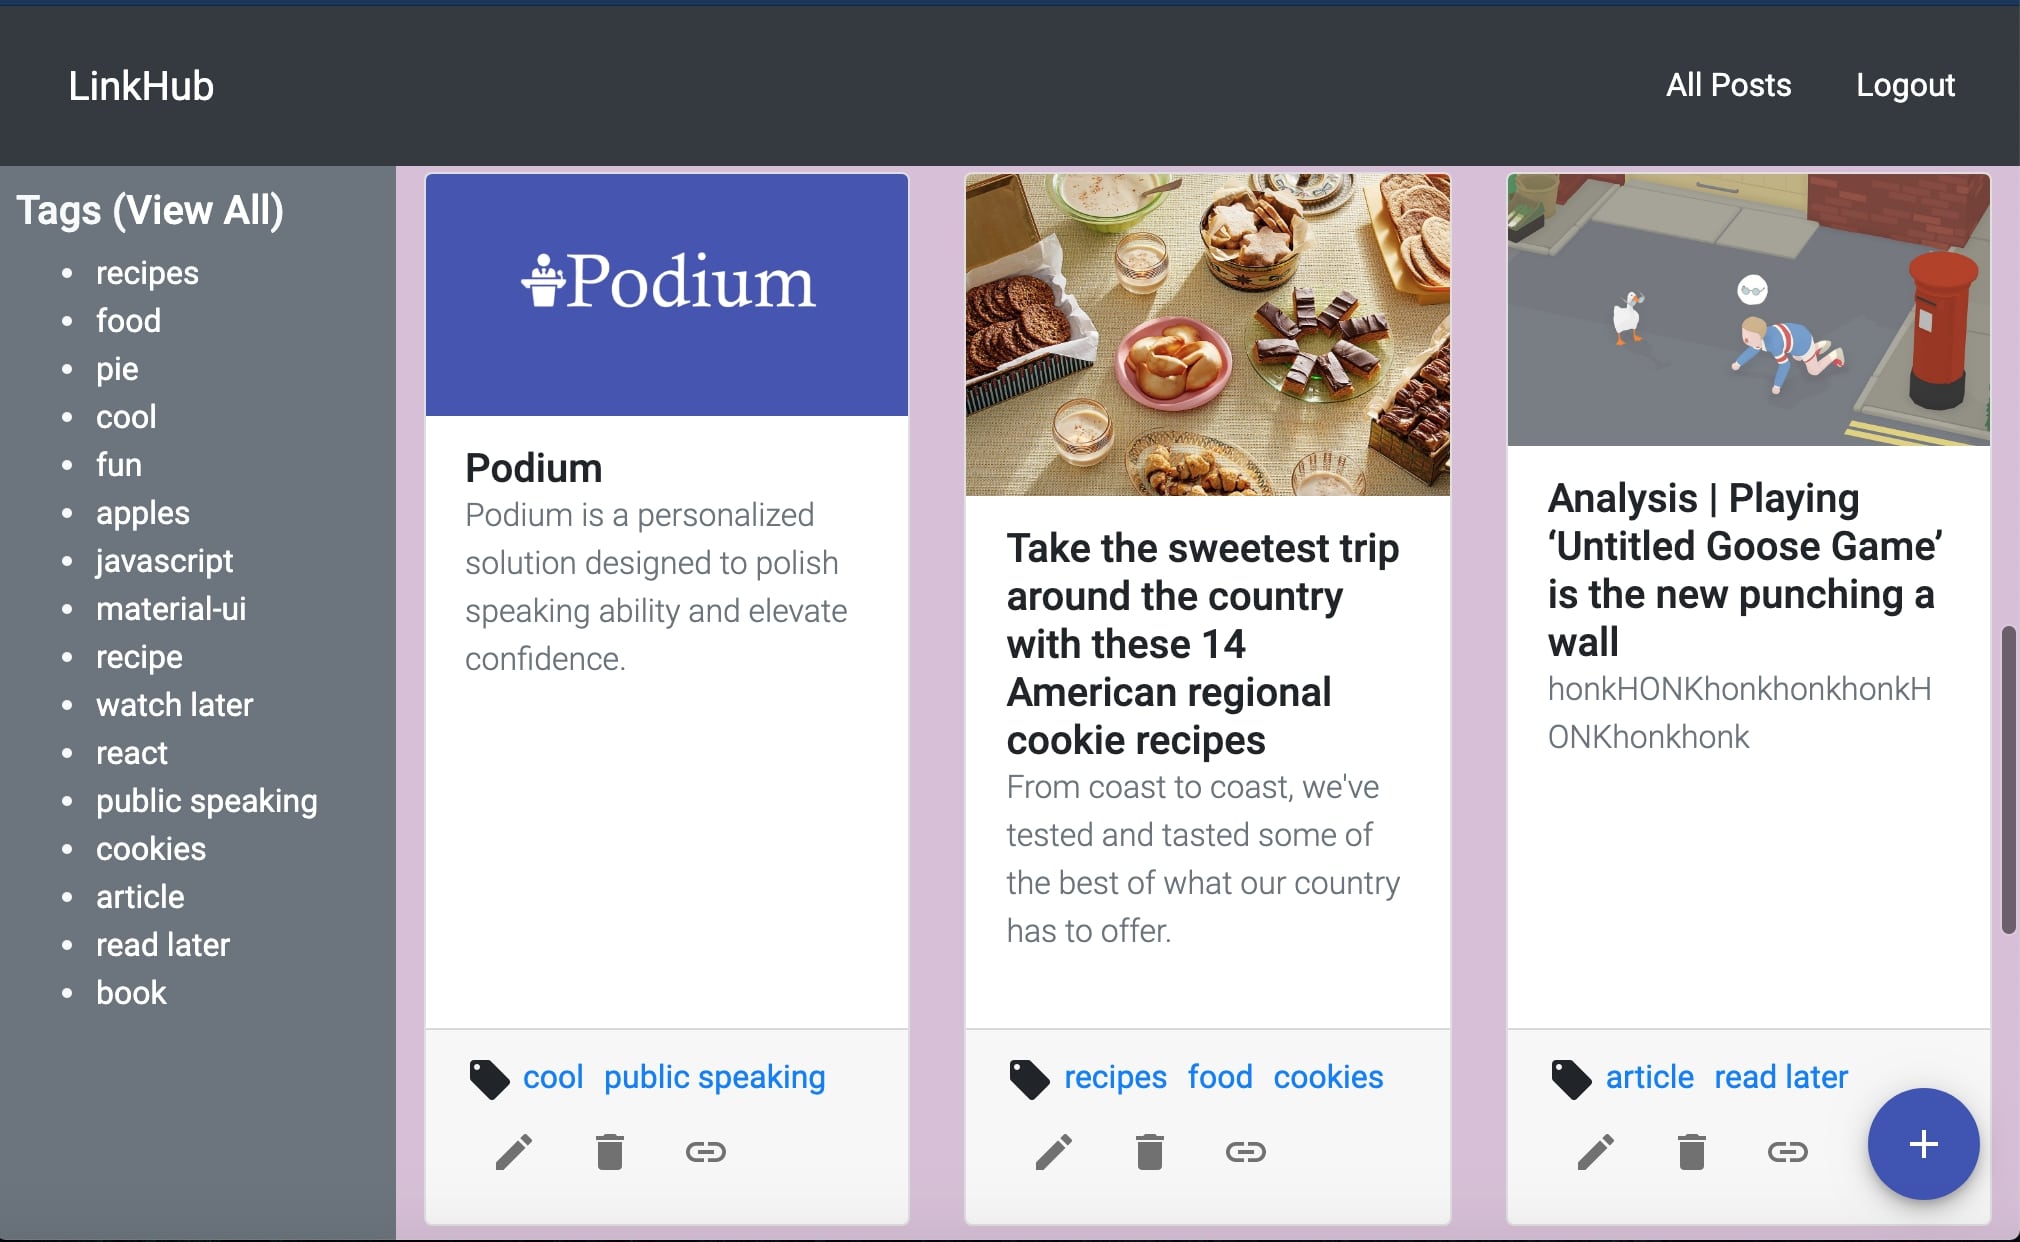 LinkHub
All Posts
Logout
Tags (View All)
recipes
food
pie
cool
fun
apples
javascript
material-ui
recipe
watch later
react
public speaking
cookies
article
read later
book
Podium
Podium
Podium is a personalized
solution designed to polish
speaking ability and elevate
confidence.
cool public speaking
Take the sweetest trip
around the country
with these 14
American regional
cookie recipes
From coast to coast, we've
tested and tasted some of
the best of what our country
has to offer.
recipes food cookies
Analysis | Playing
‘Untitled Goose Game’
is the new punching a
wall
honkHONKhonkhonkhonkH
ONKhonkhonk
article read later